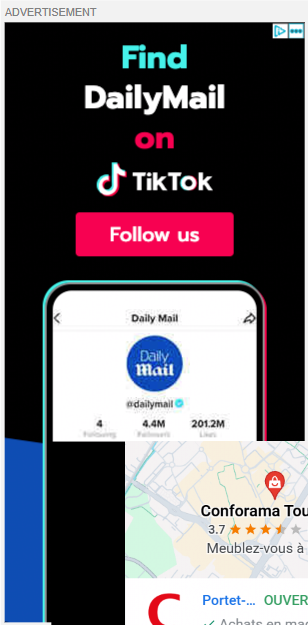 ADVERTISEMENT
Find
DailyMail
on
TikTok
Follow us
Daily Mail
Daily
Mail
@dailymail
4 4.4M 201.2M
Following Followers Likes
Conforama Tou
3.7
Meublez-vous à
Portet-... OUVER
Achats en mag